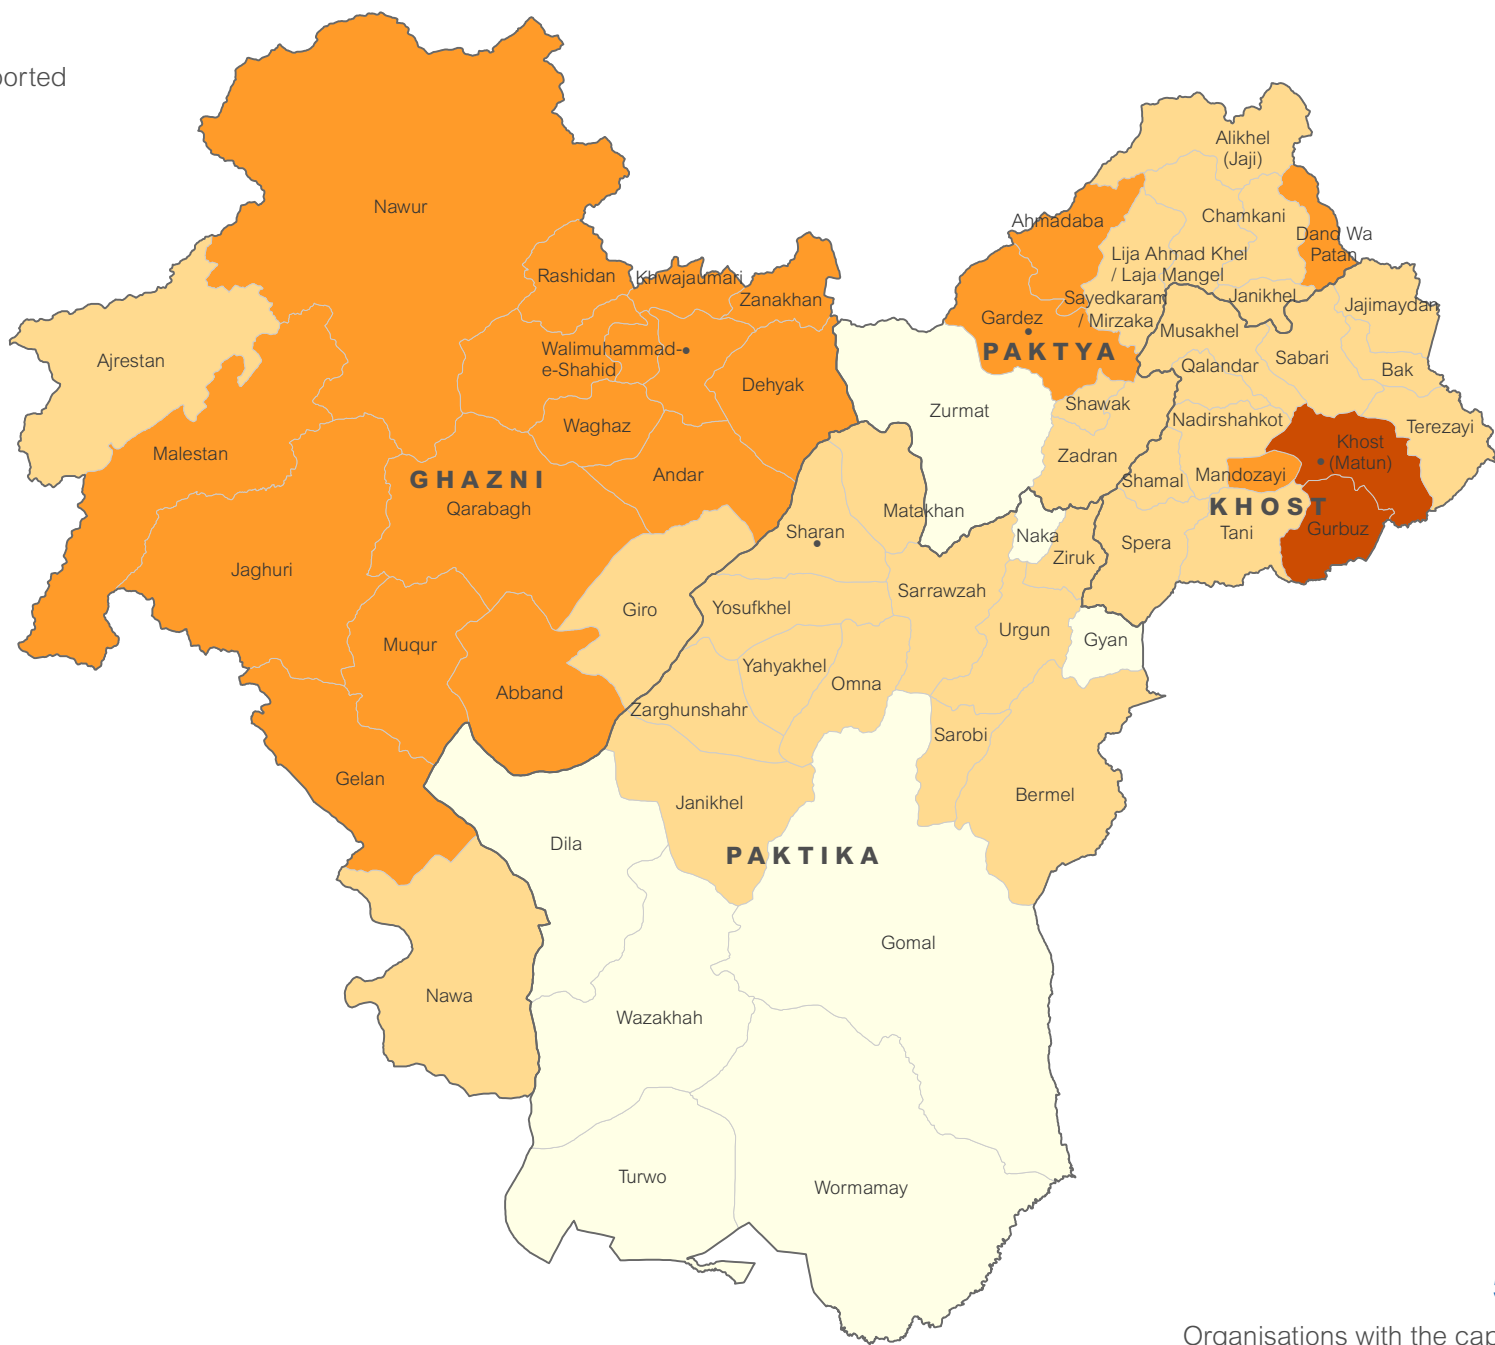 ported
Alikhel
(Jaji)
Nawur
Ahmadaba
Chamkani
Dand Wa
Patan
Lija Ahmad Khel
/ Laja Mangel
Rashidan
Khwajaumari
Zanakhan
Sayedkaram
/ Mirzaka
Janikhel
Jajimaydan
Gardez
PAKTYA
Musakhel
Sabari
Ajrestan
Walimuhammad-
e-Shahid
Qalandar
Bak
Dehyak
Zurmat
Shawak
Nadirshahkot
Waghaz
Terezayi
Khost
(Matun)
Malestan
Zadran
GHAZNI
Andar
Shamal
Mandozayi
Qarabagh
Matakhan
KHOST
Sharan
Naka
Ziruk
Spera
Tani
Gurbuz
Jaghuri
Sarrawzah
Giro
Yosufkhel
Urgun
Gyan
Muqur
Yahyakhel
Omna
Abband
Zarghunshahr
Sarobi
Gelan
Janikhel
Bermel
Dila
PAKTIKA
Gomal
Nawa
Wazakhah
Turwo
Wormamay
Organisations with the cap